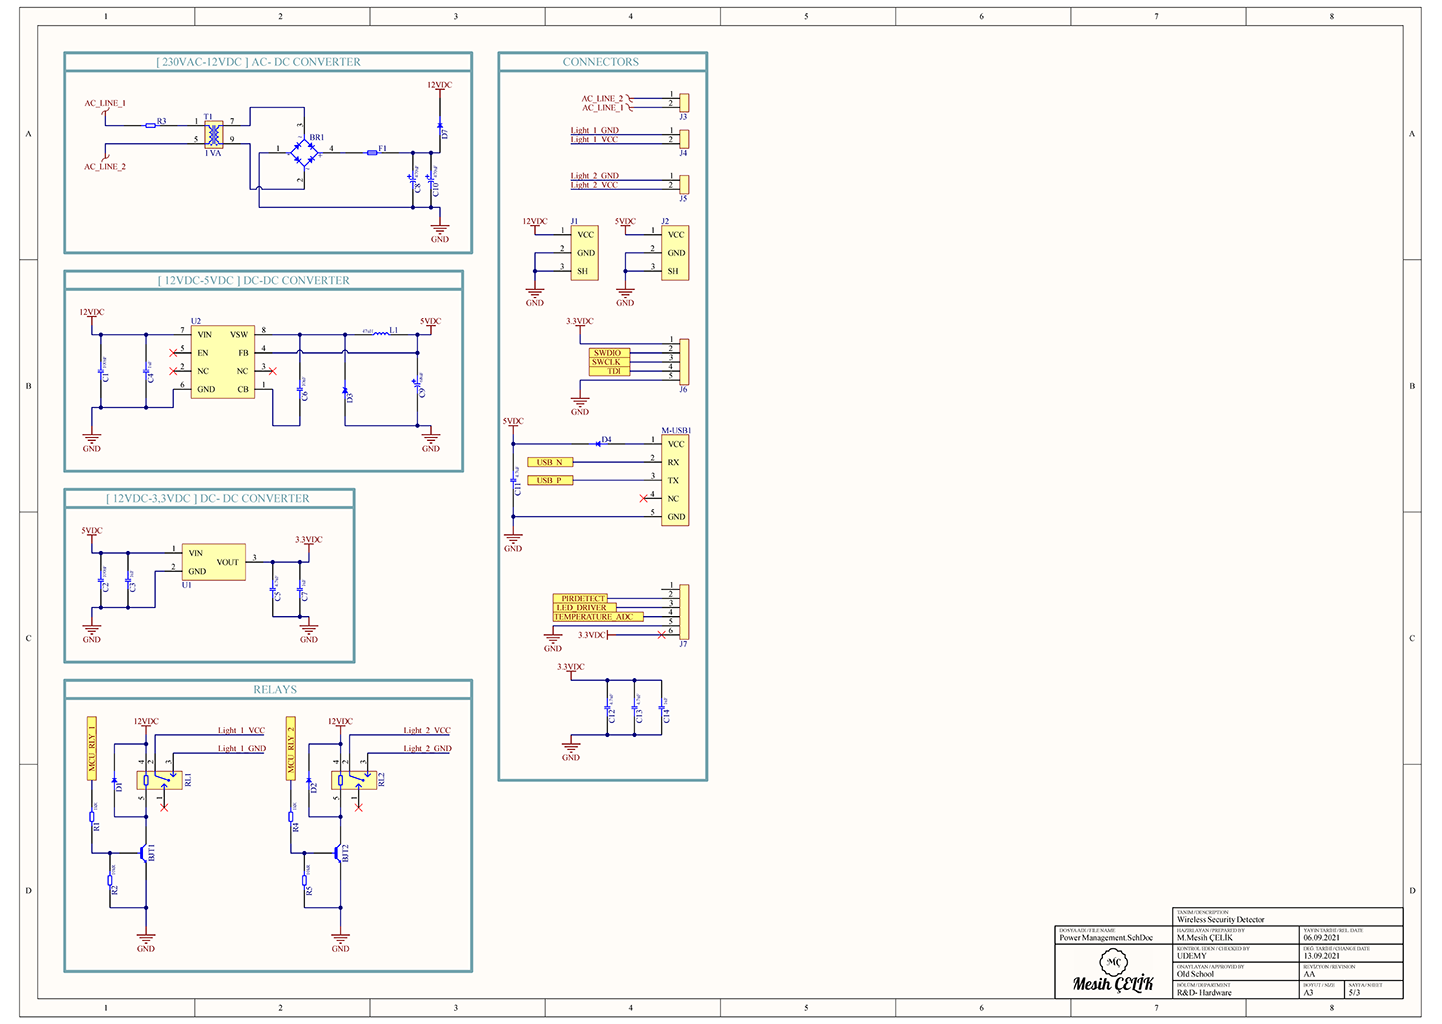 1 2 3 4 5 6 7 8
A A
B B
C C
D D
[ 230VAC-12VDC ] AC- DC CONVERTER
12VDC
AC_LINE_1
R3
T1
1 7
5 9
1VA
AC_LINE_2
3
BR1
1 4
2
F1
D7
C8
C10
GND
[ 12VDC-5VDC ] DC-DC CONVERTER
12VDC
U2
7 VIN VSW 8
5 EN FB 4
2 NC NC 3
6 GND CB 1
C1
C4
C6
D3
L1
5VDC
C9
GND
GND
[ 12VDC-3,3VDC ] DC- DC CONVERTER
5VDC
1 VIN
VOUT 3
2 GND
U1
3.3VDC
C2
C3
C5
C7
GND
GND
RELAYS
MCU_RLY_1
12VDC
Light_1_VCC
Light_1_GND
4 2 3
RL1
5 1
D1
R1
BJT1
R2
GND
MCU_RLY_2
12VDC
Light_2_VCC
Light_2_GND
4 2 3
RL2
5 1
D2
R4
BJT2
R5
GND
CONNECTORS
AC_LINE_2 1
AC_LINE_1 2
J3
Light_1_GND 1
Light_1_VCC 2
J4
Light_2_GND 1
Light_2_VCC 2
J5
12VDC
J1
1 VCC
2 GND
3 SH
GND
5VDC
J2
1 VCC
2 GND
3 SH
GND
3.3VDC
1
SWDIO 2
SWCLK 3
TDI 4
5
J6
GND
5VDC
M-USB1
D4 1 VCC
USB_N 2 RX
USB_P 3 TX
4 NC
5 GND
C11
GND
1
PIRDETECT 2
LED_DRIVER 3
TEMPERATURE_ADC 4
5
3.3VDC 6
J7
GND
3.3VDC
C12
C13
C14
GND
TANIM / DESCRIPTION
Wireless Security Detector
DOSYA ADI / FILE NAME
Power Management.SchDoc
HAZIRLAYAN / PREPARED BY
M.Mesih ÇELİK
YAYIN TARİHİ / REL. DATE
06.09.2021
KONTROL EDEN / CHECKED BY
UDEMY
DEĞ. TARİHİ / CHANGE DATE
13.09.2021
ONAYLAYAN / APPROVED BY
Old School
REVİZYON / REVISION
AA
BÖLÜM / DEPARTMENT
R&D- Hardware
BOYUT / SIZE
A3
SAYFA / SHEET
5/3
MÇ
Mesih ÇELİK
1 2 3 4 5 6 7 8